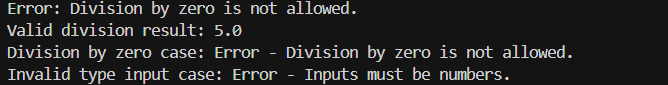 Error: Division by zero is not allowed.
Valid division result: 5.0
Division by zero case: Error - Division by zero is not allowed.
Invalid type input case: Error - Inputs must be numbers.